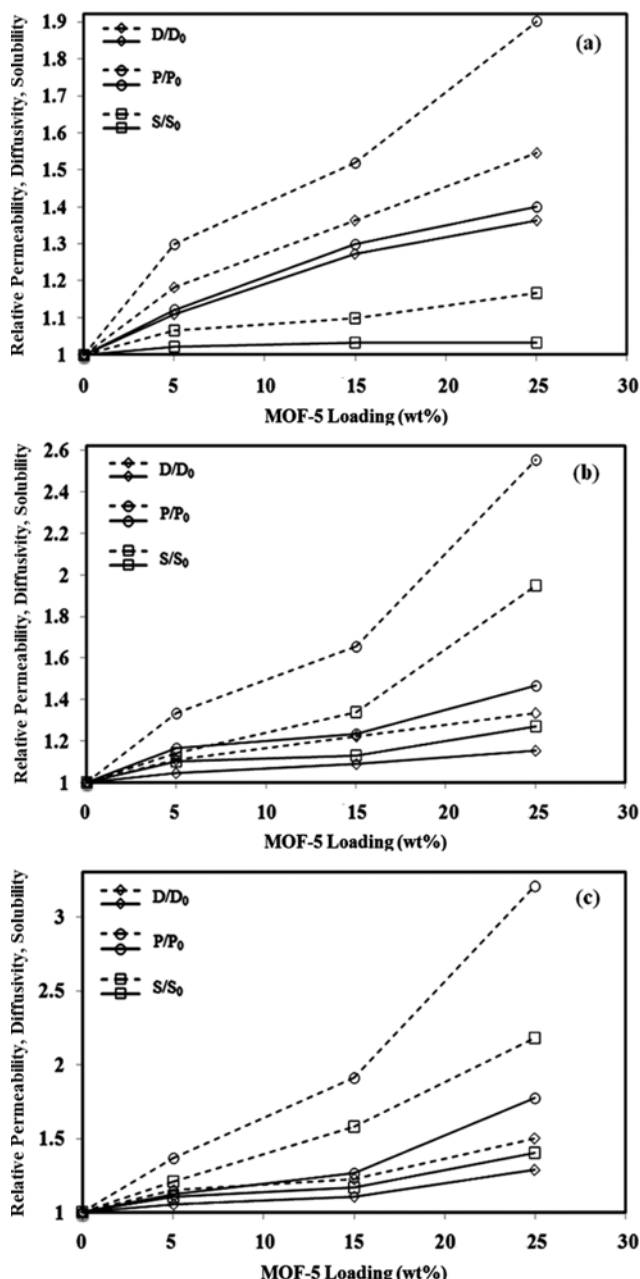 Relative Permeability, Diffusivity, Solubility
1.9
1.8
1.7
1.6
1.5
1.4
1.3
1.2
1.1
1
D/D₀
P/P₀
S/S₀
(a)
0 5 10 15 20 25 30
MOF-5 Loading (wt%)
Relative Permeability, Diffusivity, Solubility
2.6
2.4
2.2
2
1.8
1.6
1.4
1.2
1
D/D₀
P/P₀
S/S₀
(b)
0 5 10 15 20 25 30
MOF-5 Loading (wt%)
Relative Permeability, Diffusivity, Solubility
3
2.5
2
1.5
1
D/D₀
P/P₀
S/S₀
(c)
0 5 10 15 20 25 30
MOF-5 Loading (wt%)